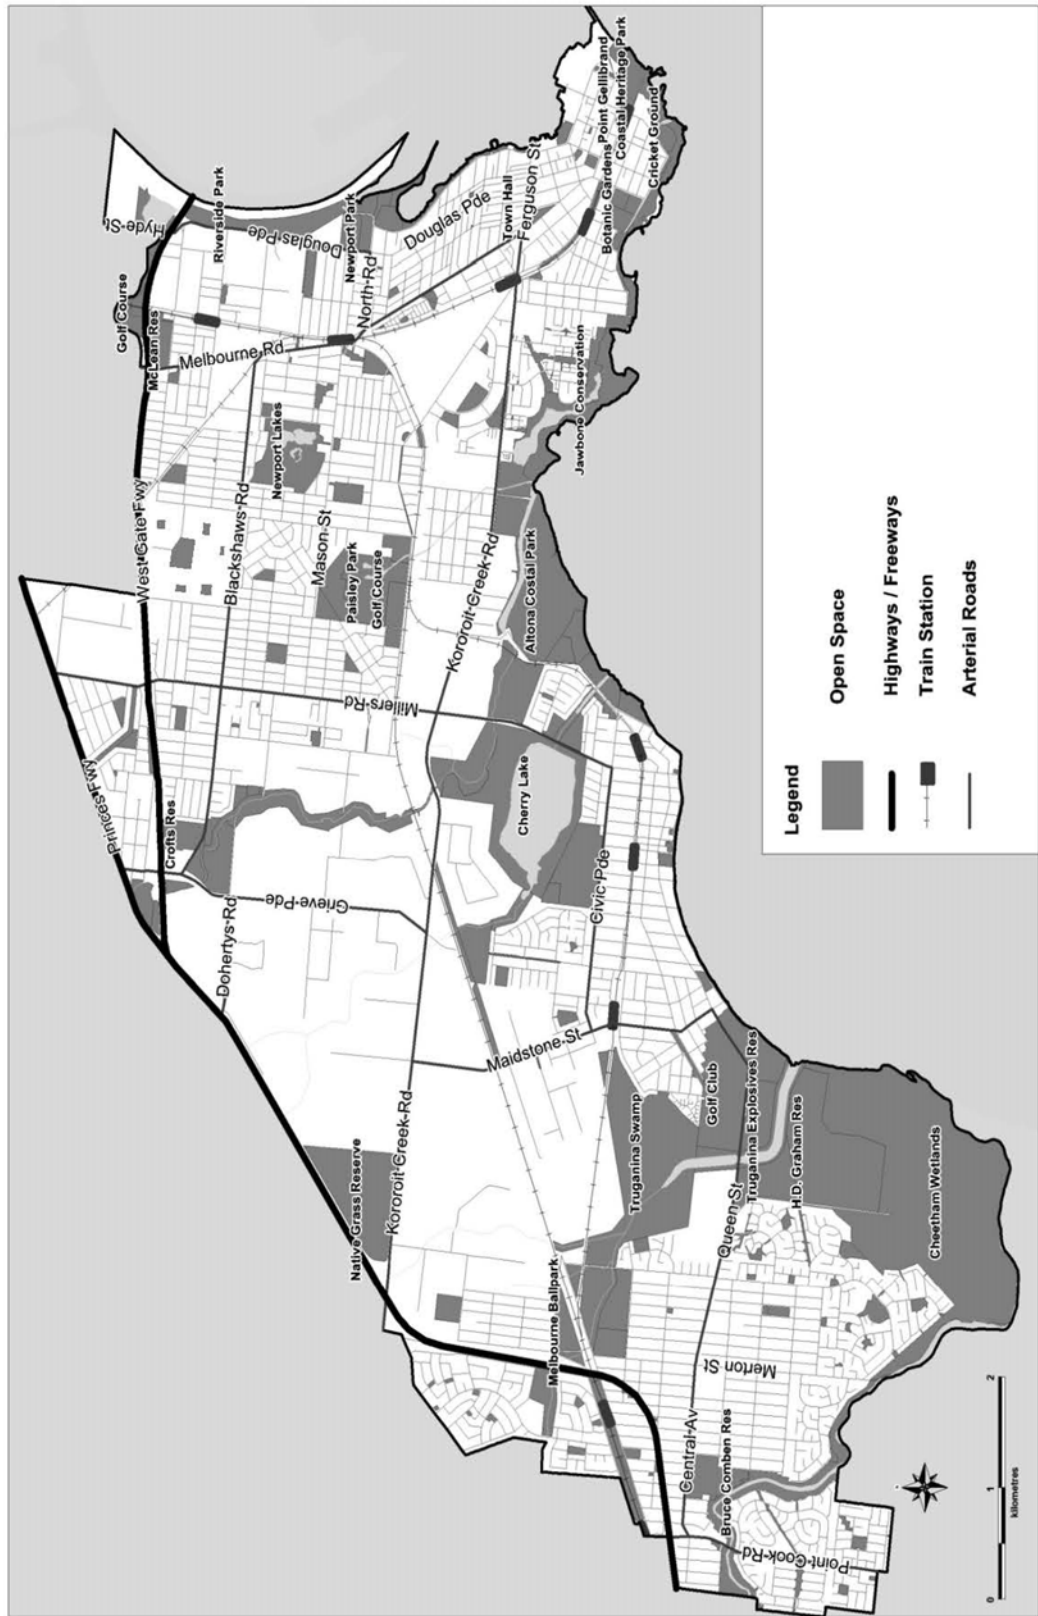 Princes Fwy
West Gate Fwy
Golf Course
McLean Res
Hyde St
Riverside Park
Douglas Pde
Newport Park
North-Rd
Melbourne Rd
Douglas Pde
Town Hall
Ferguson St
Botanic Gardens
Point Gellibrand
Coastal Heritage Park
Cricket Ground
Jawbone Conservation
Newport Lakes
Blackshaws-Rd
Mason St
Paisley Park
Golf Course
Kororoit-Creek-Rd
Altona Costal Park
Millers-Rd
Crofts Res
Cherry Lake
Civic Pde
Grieve-Pde
Dohertys-Rd
Maidstone St
Kororoit-Creek-Rd
Native Grass Reserve
Truganina Swamp
Golf Club
Truganina Explosives Res
H.D. Graham Res
Queen St
Cheetham Wetlands
Melbourne Ballpark
Merton St
Central-Av
Bruce Comben Res
Point-Cook-Rd
0 1 2
kilometres
Legend
Open Space
Highways / Freeways
Train Station
Arterial Roads